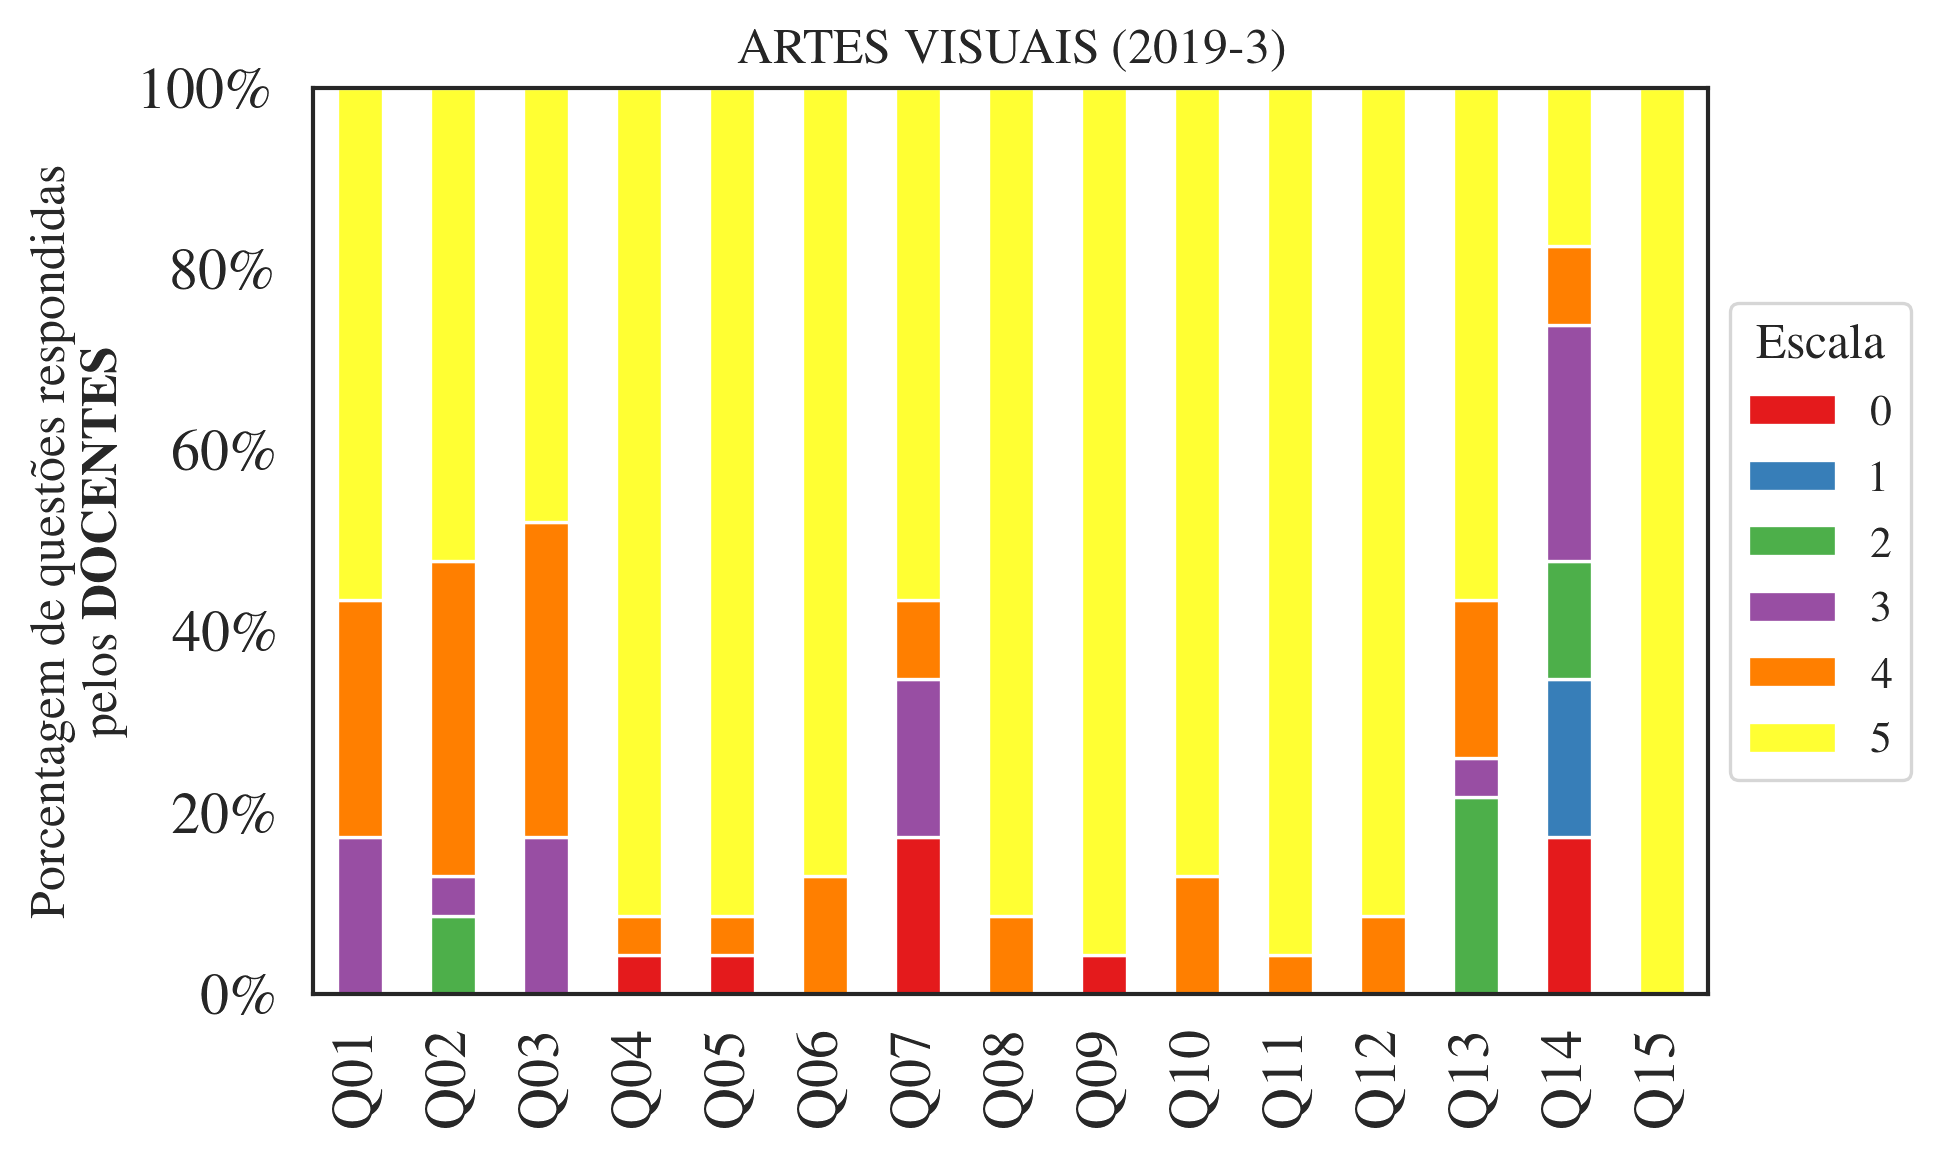 ARTES VISUAIS (2019-3)
Porcentagem de questões respondidas
pelos DOCENTES
100%
80%
60%
40%
20%
0%
Q01
Q02
Q03
Q04
Q05
Q06
Q07
Q08
Q09
Q10
Q11
Q12
Q13
Q14
Q15
Escala
0
1
2
3
4
5